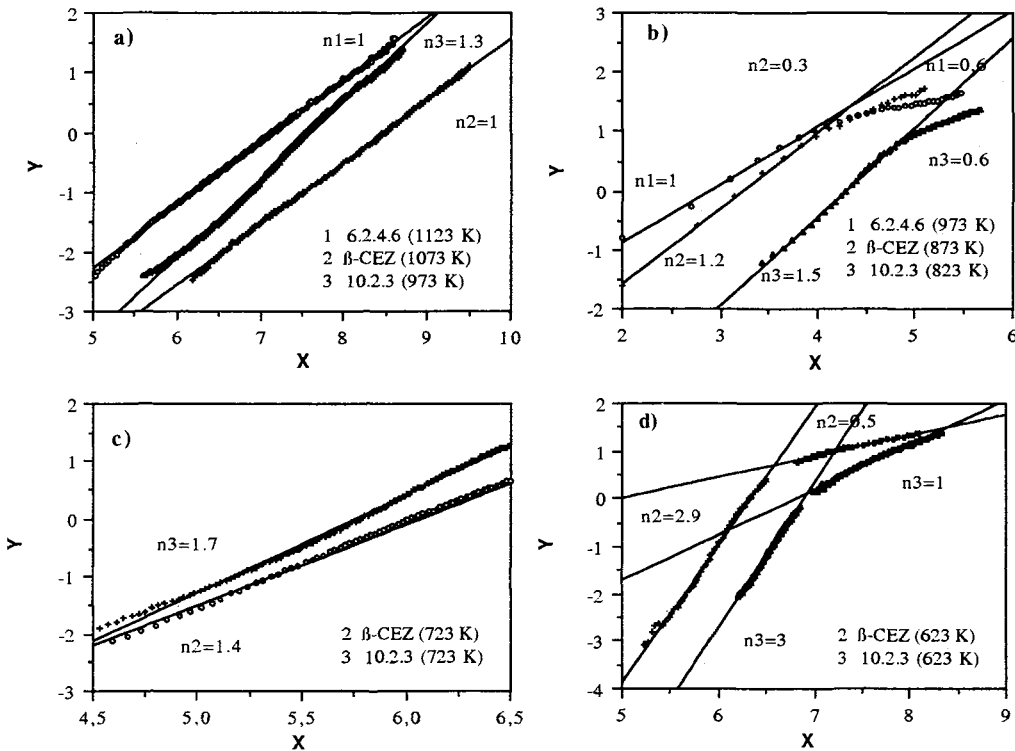 a)
n1=1
n3=1.3
n2=1
1 6.2.4.6 (1123 K)
2 ß-CEZ (1073 K)
3 10.2.3 (973 K)
2
1
0
-1
-2
-3
Y
5 6 7 8 9 10
X
b)
n2=0.3
n1=0.6
n3=0.6
n1=1
n2=1.2
n3=1.5
1 6.2.4.6 (973 K)
2 ß-CEZ (873 K)
3 10.2.3 (823 K)
3
2
1
0
-1
-2
Y
2 3 4 5 6
X
c)
n3=1.7
n2=1.4
2 ß-CEZ (723 K)
3 10.2.3 (723 K)
2
1
0
-1
-2
-3
Y
4,5 5,0 5,5 6,0 6,5
X
d)
n2=0,5
n3=1
n2=2.9
n3=3
2 ß-CEZ (623 K)
3 10.2.3 (623 K)
2
1
0
-1
-2
-3
-4
Y
5 6 7 8 9
X